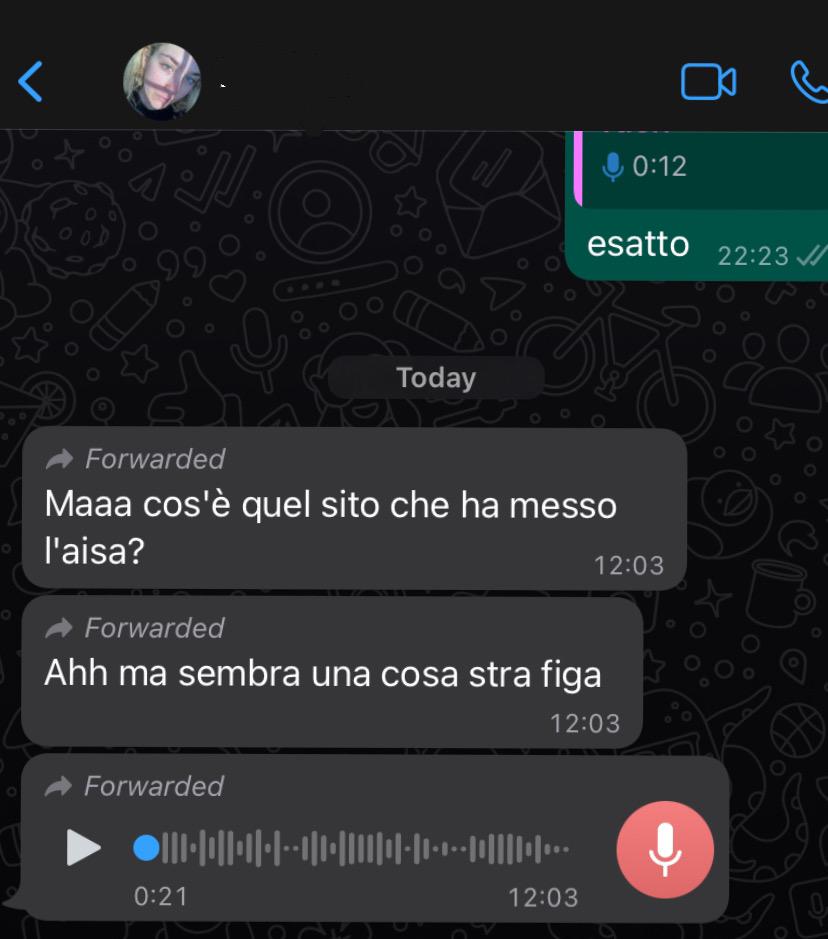 0:12
esatto
22:23
Today
Forwarded
Maaa cos'è quel sito che ha messo
l'aisa?
12:03
Forwarded
Ahh ma sembra una cosa stra figa
12:03
Forwarded
0:21
12:03